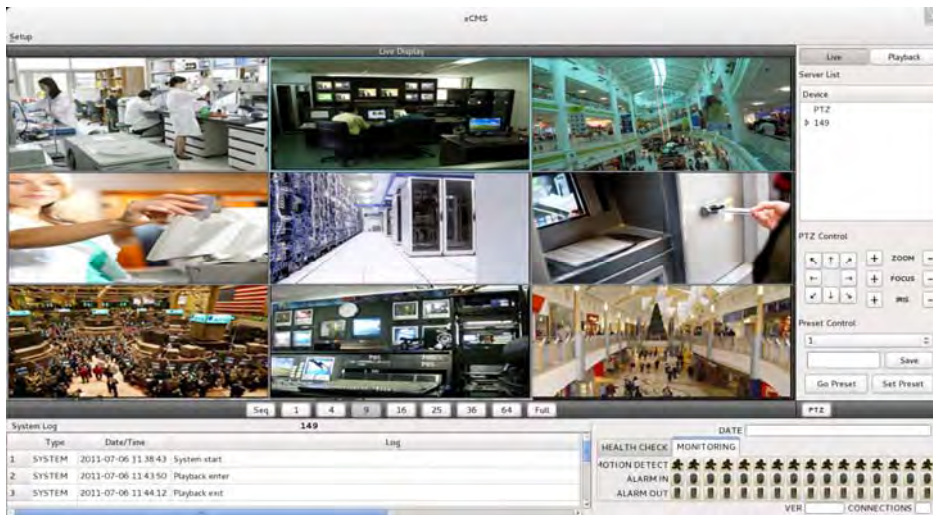 xCMS
Setup
Live Display
Live Playback
Server List
Device
PTZ
149
PTZ Control
+ ZOOM −
+ FOCUS −
+ IRIS −
Preset Control
1
Save
Go Preset Set Preset
Seq 1 4 9 16 25 36 64 Full PTZ
System Log 149
DATE
Type Date/Time Log
1 SYSTEM 2011-07-06 11:38:43 System start
2 SYSTEM 2011-07-06 11:43:50 Playback enter
3 SYSTEM 2011-07-06 11:44:12 Playback exit
HEALTH CHECK MONITORING
MOTION DETECT
ALARM IN
ALARM OUT
VER CONNECTIONS